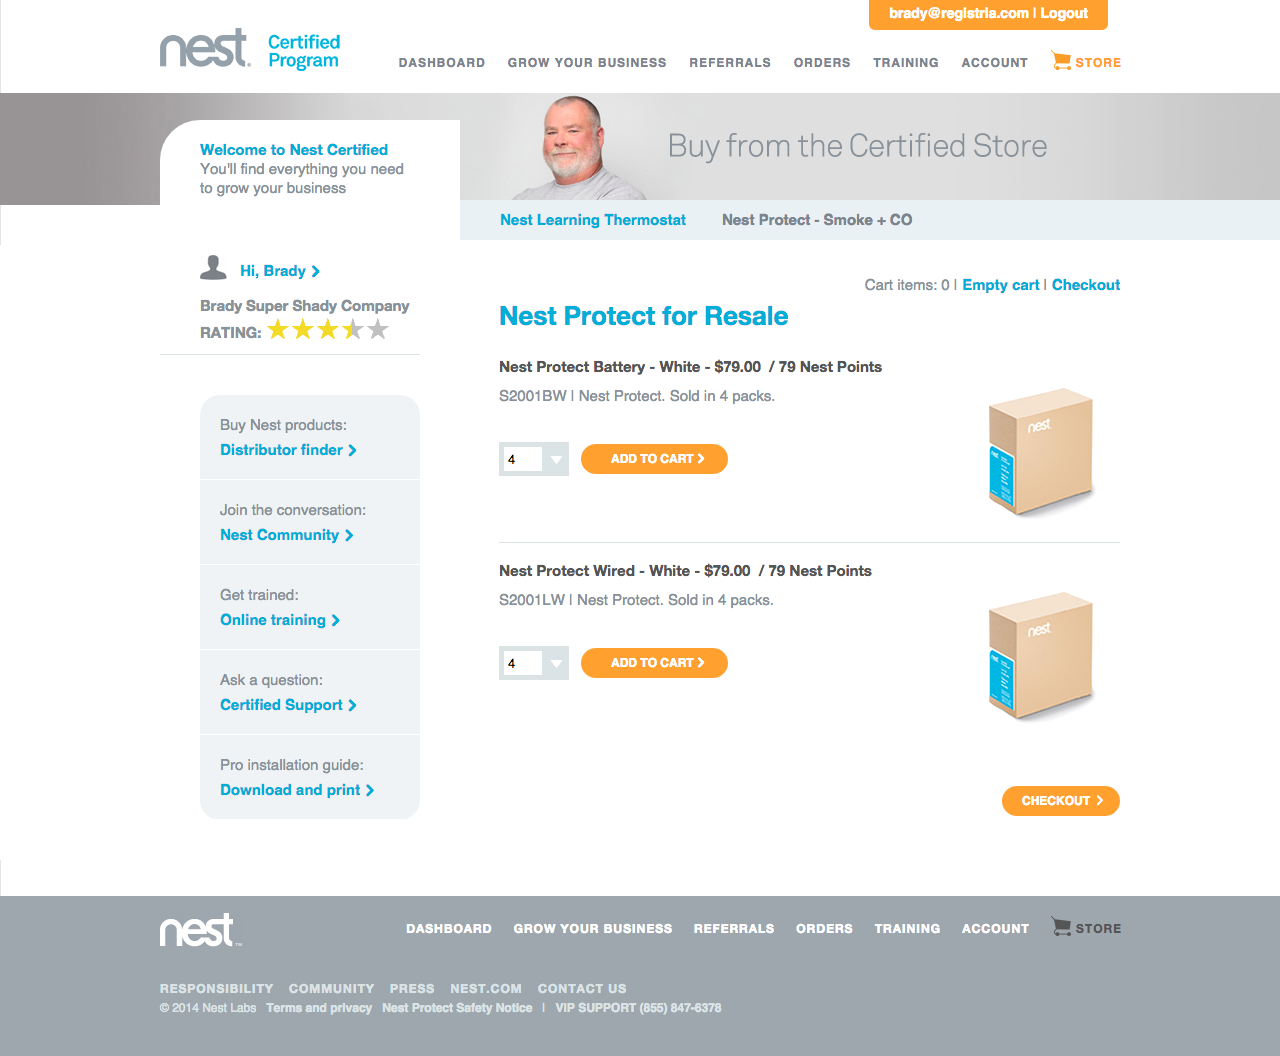 brady@registria.com | Logout
nest. Certified Program
DASHBOARD GROW YOUR BUSINESS REFERRALS ORDERS TRAINING ACCOUNT STORE
Welcome to Nest Certified
You'll find everything you need
to grow your business
Buy from the Certified Store
Nest Learning Thermostat Nest Protect - Smoke + CO
Hi, Brady
Brady Super Shady Company
RATING:
Buy Nest products:
Distributor finder
Join the conversation:
Nest Community
Get trained:
Online training
Ask a question:
Certified Support
Pro installation guide:
Download and print
Cart items: 0 | Empty cart | Checkout
Nest Protect for Resale
Nest Protect Battery - White - $79.00 / 79 Nest Points
S2001BW | Nest Protect. Sold in 4 packs.
4 ADD TO CART
nest
nest
Nest Protect Wired - White - $79.00 / 79 Nest Points
S2001LW | Nest Protect. Sold in 4 packs.
4 ADD TO CART
nest
nest
CHECKOUT
nest™
DASHBOARD GROW YOUR BUSINESS REFERRALS ORDERS TRAINING ACCOUNT STORE
RESPONSIBILITY COMMUNITY PRESS NEST.COM CONTACT US
© 2014 Nest Labs Terms and privacy Nest Protect Safety Notice | VIP SUPPORT (855) 847-6378